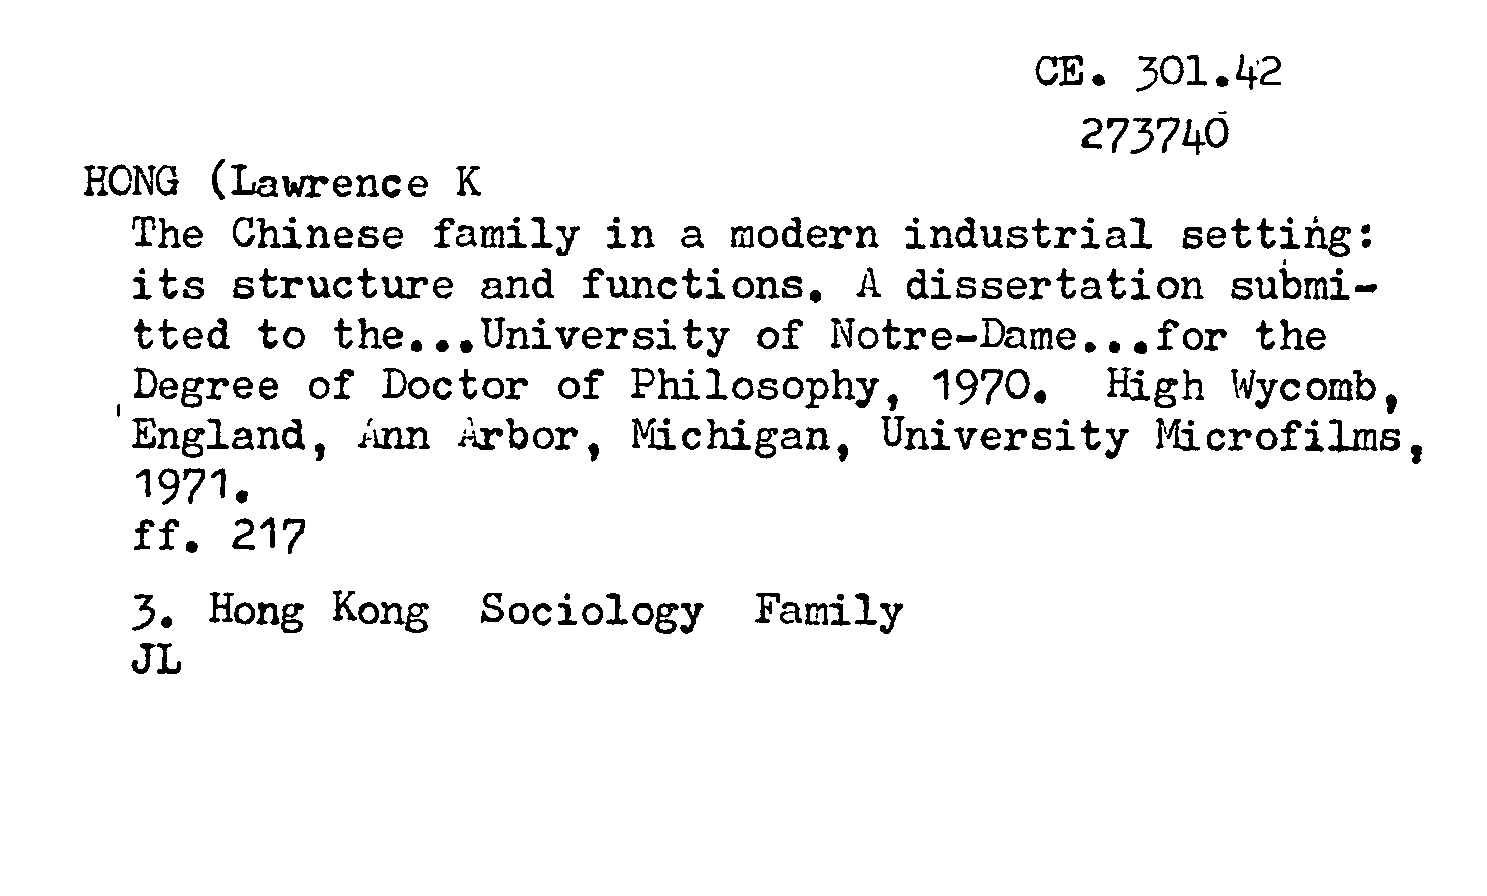 CE. 301.42
273740
HONG (Lawrence K
The Chinese family in a modern industrial setting:
its structure and functions. A dissertation submi-
tted to the...University of Notre-Dame...for the
Degree of Doctor of Philosophy, 1970. High Wycomb,
England, Ann Arbor, Michigan, University Microfilms,
1971.
ff. 217
3. Hong Kong Sociology Family
JL